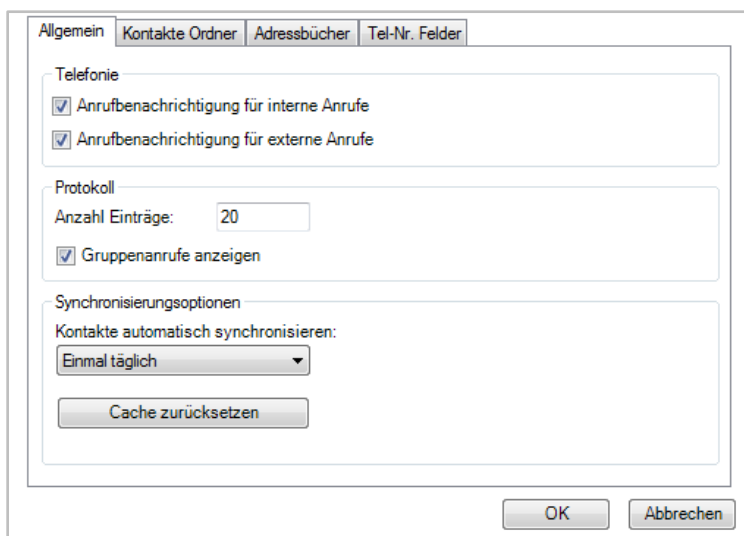 Allgemein Kontakte Ordner Adressbücher Tel-Nr. Felder
Telefonie
Anrufbenachrichtigung für interne Anrufe
Anrufbenachrichtigung für externe Anrufe
Protokoll
Anzahl Einträge: 20
Gruppenanrufe anzeigen
Synchronisierungsoptionen
Kontakte automatisch synchronisieren:
Einmal täglich
Cache zurücksetzen
OK Abbrechen